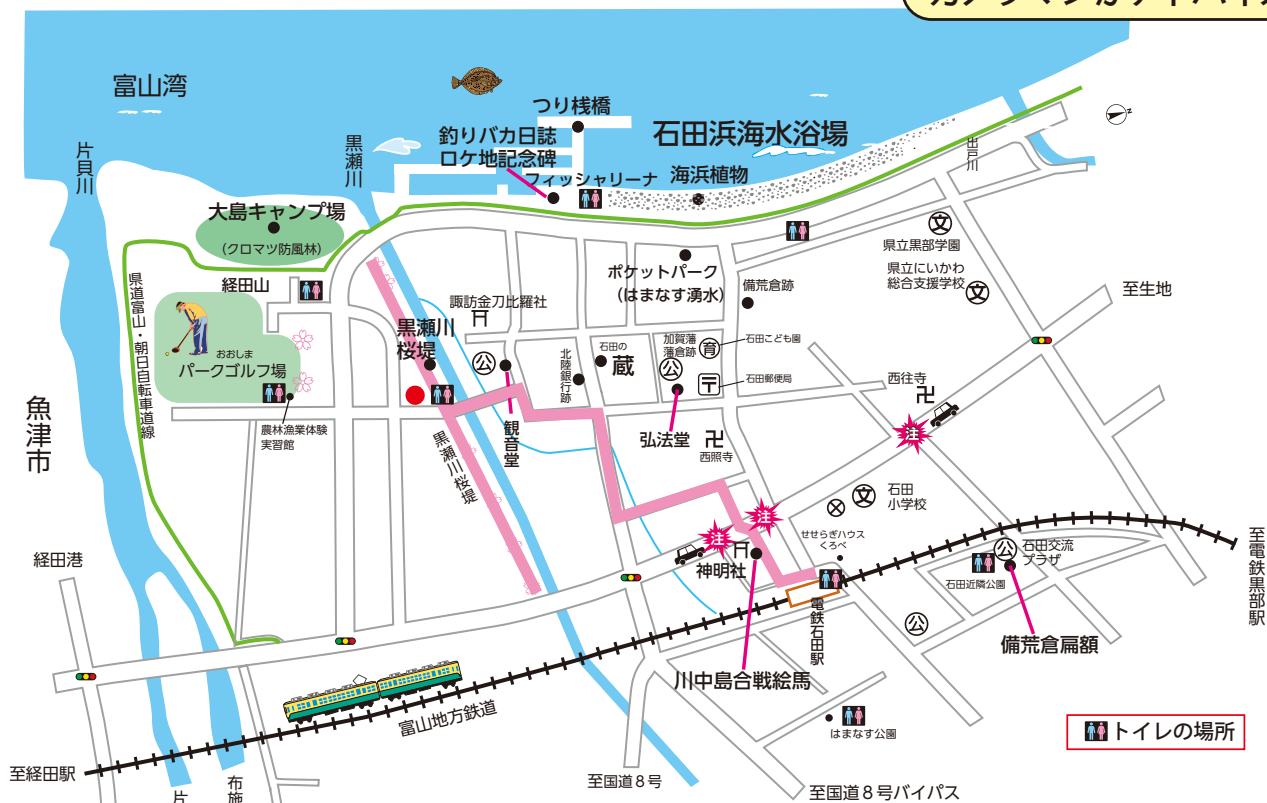 富山湾
つり桟橋
釣りバカ日誌
ロケ地記念碑
石田浜海水浴場
フィッシャリーナ
海浜植物
片貝川
黒瀬川
出戸川
N
大島キャンプ場
(クロマツ防風林)
文
県立黒部学園
県立にいかわ
総合支援学校
文
経田山
ポケットパーク
(はまなす湧水)
備荒倉跡
至生地
県道富山・朝日自転車道線
諏訪金刀比羅社
黒瀬川
桜堤
公
石田の
蔵
加賀藩
藩倉跡
公
育
石田こども園
おおしま
パークゴルフ場
北陸銀行跡
〒
石田郵便局
西往寺
卍
注
魚津市
農林漁業体験
実習館
観音堂
弘法堂
卍
西照寺
黒瀬川桜堤
文
石田
小学校
注
注
せせらぎハウス
くろべ
神明社
公
石田交流
プラザ
石田近隣公園
至電鉄黒部駅
経田港
電鉄石田駅
公
備荒倉扁額
川中島合戦絵馬
富山地方鉄道
はまなす公園
トイレの場所
至経田駅
片
布施
至国道8号
至国道8号バイパス